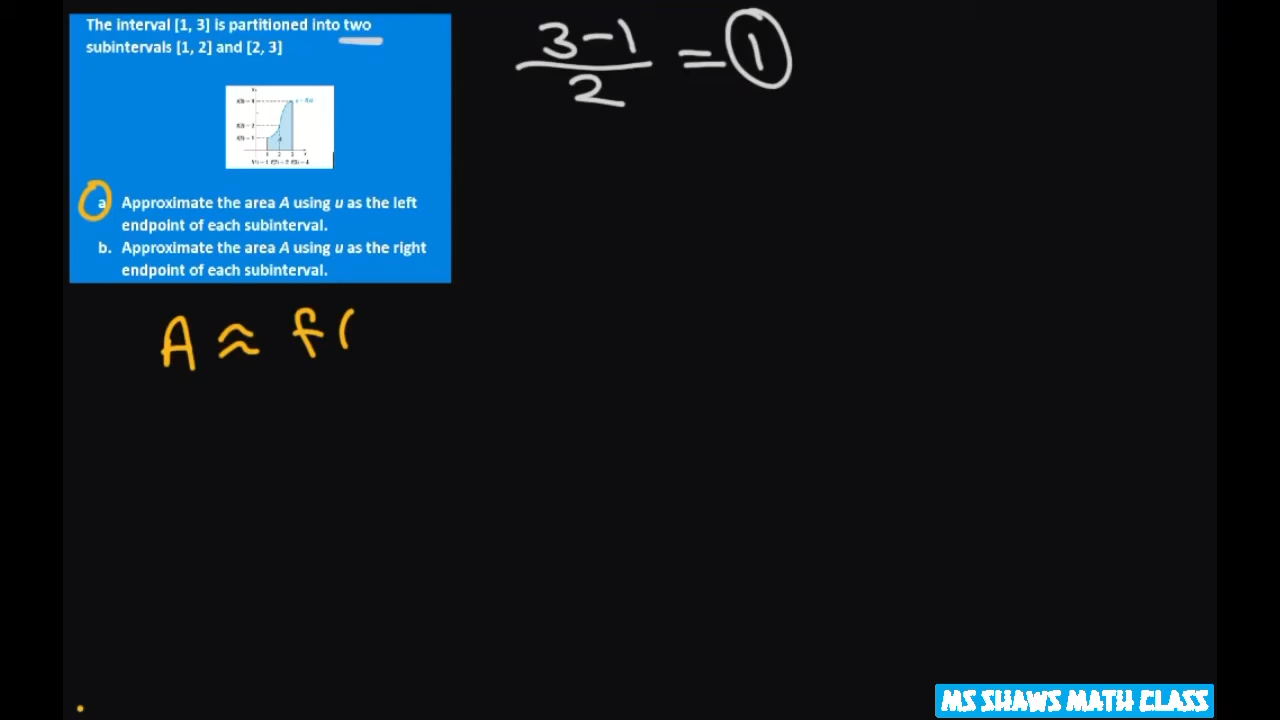 The interval [1, 3] is partitioned into two
subintervals [1, 2] and [2, 3]
a Approximate the area A using u as the left
endpoint of each subinterval.
b. Approximate the area A using u as the right
endpoint of each subinterval.
3-1
2
= 1
A ≈ f(
MS SHAWS MATH CLASS